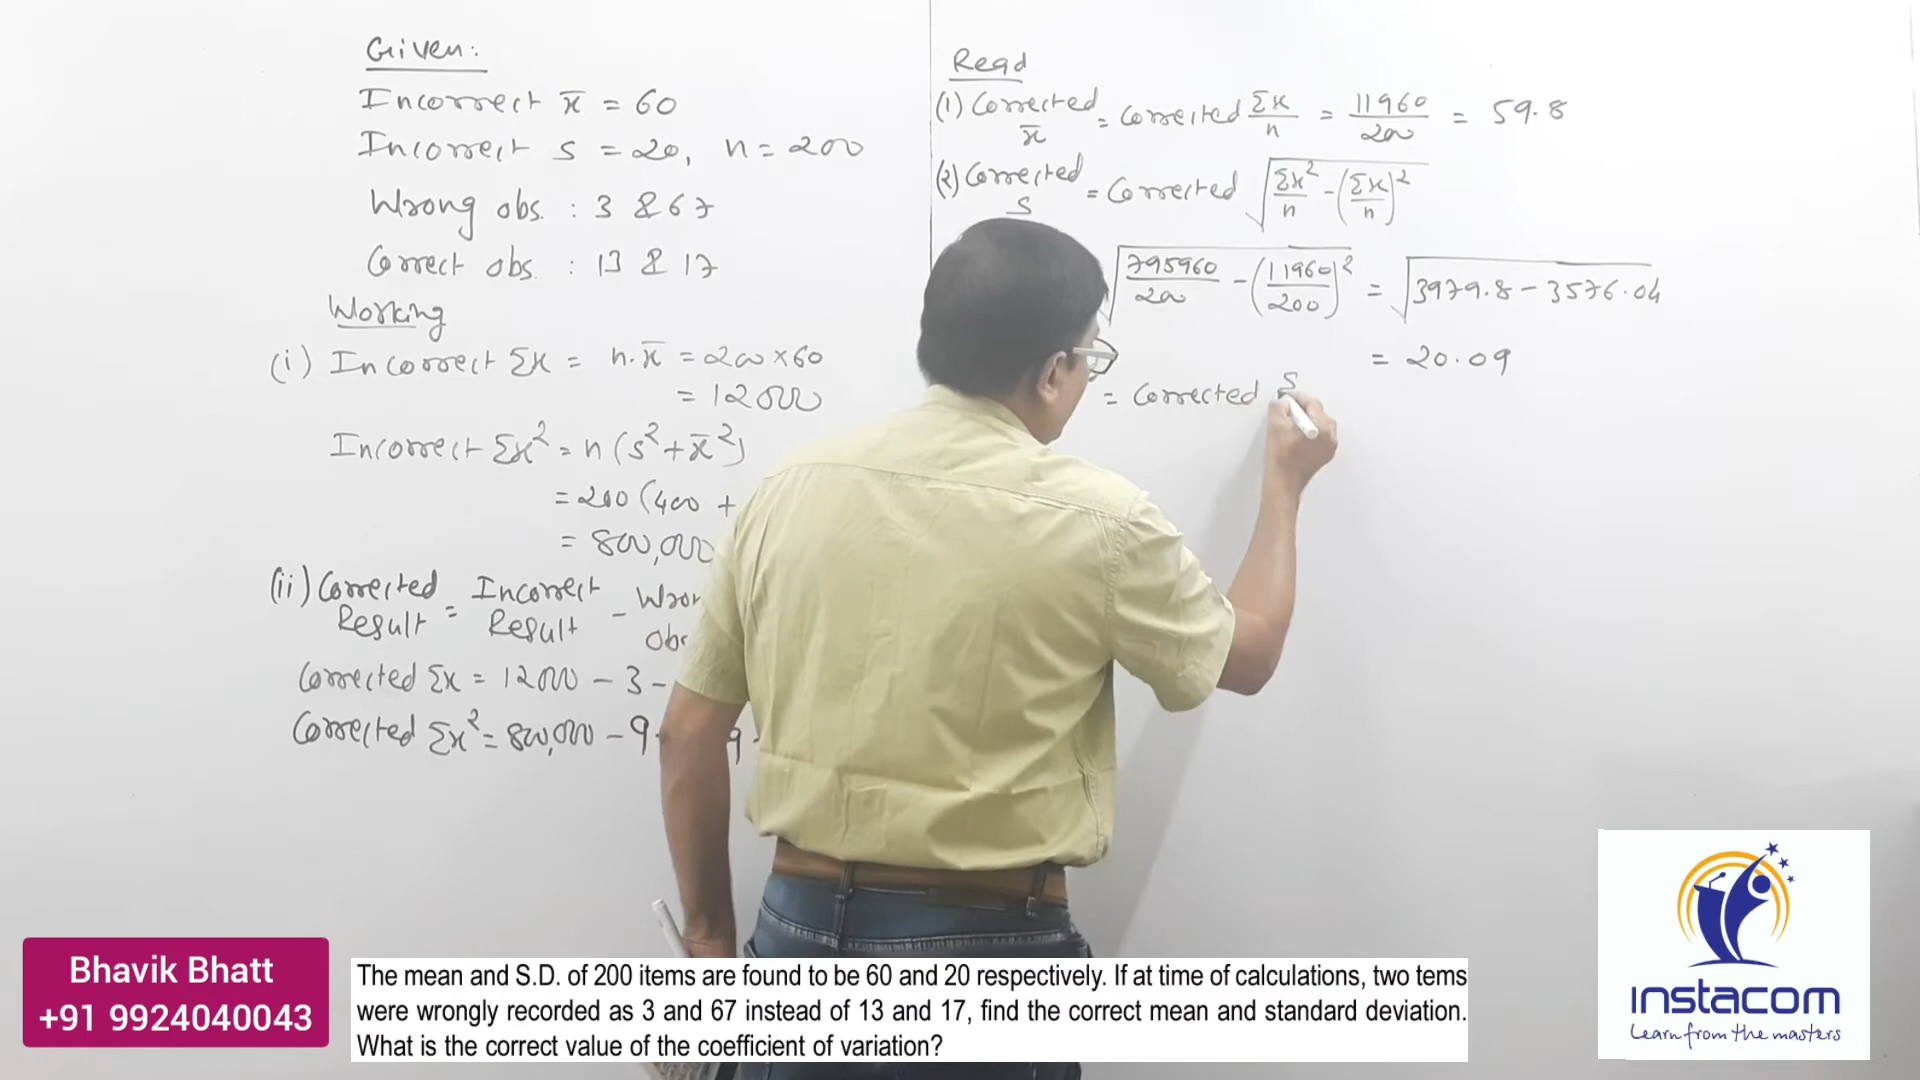 Given:
Incorrect x̄ = 60
Incorrect s = 20, n = 200
Wrong obs. : 3 & 67
Correct obs. : 13 & 17
Working
(i) Incorrect Σx = n.x̄ = 200 × 60
= 12000
Incorrect Σx² = n (s² + x̄²)
= 200 (400 +
= 800,000
(ii) Corrected Result = Incorrect Result -
Corrected Σx = 12000 - 3 -
Corrected Σx² = 800,000 - 9
Read
(1) Corrected x̄ = Corrected Σx/n = 11960/200 = 59.8
(2) Corrected s = Corrected √(Σx²/n - (Σx/n)²)
√(795960/200 - (11960/200)²) = √(3979.8 - 3576.04
= 20.09
= Corrected S
Bhavik Bhatt
+91 9924040043
The mean and S.D. of 200 items are found to be 60 and 20 respectively. If at time of calculations, two tems
were wrongly recorded as 3 and 67 instead of 13 and 17, find the correct mean and standard deviation.
What is the correct value of the coefficient of variation?
ınstacom
Learn from the masters